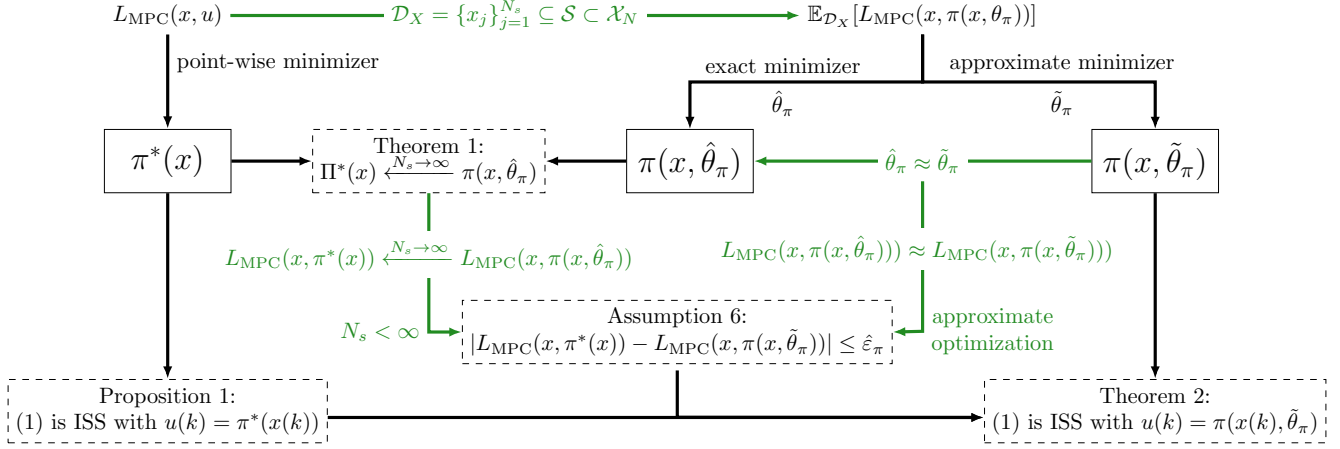 L_MPC(x, u)
𝒟_X = {x_j}_{j=1}^{N_s} ⊆ 𝒮 ⊂ 𝒳_N
𝔼_{𝒟_X}[L_MPC(x, π(x, θ_π))]
point-wise minimizer
exact minimizer
approximate minimizer
θ̂_π
θ̃_π
π*(x)
Theorem 1:
Π*(x) ⟵^{N_s→∞} π(x, θ̂_π)
π(x, θ̂_π)
θ̂_π ≈ θ̃_π
π(x, θ̃_π)
L_MPC(x, π*(x)) ⟵^{N_s→∞} L_MPC(x, π(x, θ̂_π))
L_MPC(x, π(x, θ̂_π))) ≈ L_MPC(x, π(x, θ̃_π)))
N_s < ∞
Assumption 6:
|L_MPC(x, π*(x)) − L_MPC(x, π(x, θ̃_π))| ≤ ε̂_π
approximate
optimization
Proposition 1:
(1) is ISS with u(k) = π*(x(k))
Theorem 2:
(1) is ISS with u(k) = π(x(k), θ̃_π)